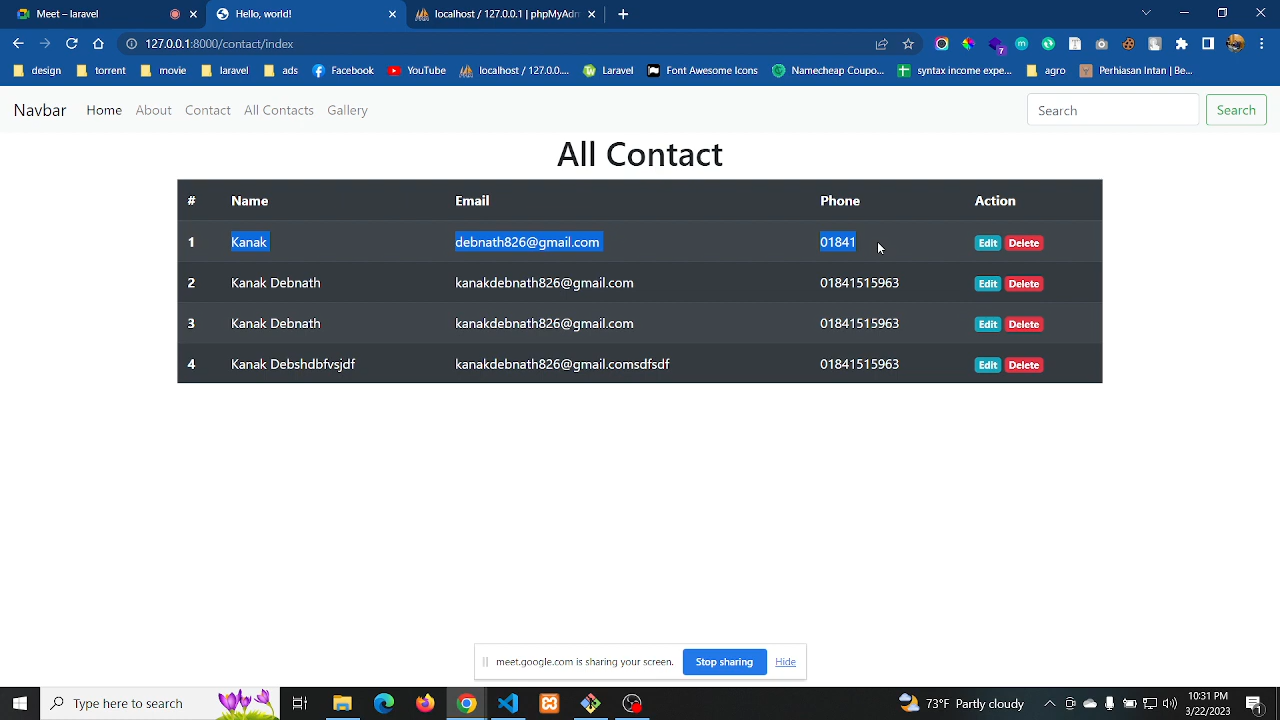 Meet – laravel
Hello, world!
localhost / 127.0.0.1 | phpMyAdm
127.0.0.1:8000/contact/index
design torrent movie laravel ads Facebook YouTube localhost / 127.0.0.... Laravel Font Awesome Icons Namecheap Coupo... syntax income expe... agro Perhiasan Intan | Be...
Navbar Home About Contact All Contacts Gallery Search Search
All Contact
# Name Email Phone Action
1 Kanak debnath826@gmail.com 01841 Edit Delete
2 Kanak Debnath kanakdebnath826@gmail.com 01841515963 Edit Delete
3 Kanak Debnath kanakdebnath826@gmail.com 01841515963 Edit Delete
4 Kanak Debshdbfvsjdf kanakdebnath826@gmail.comsdfsdf 01841515963 Edit Delete
meet.google.com is sharing your screen. Stop sharing Hide
Type here to search
73°F Partly cloudy
10:31 PM
3/22/2023